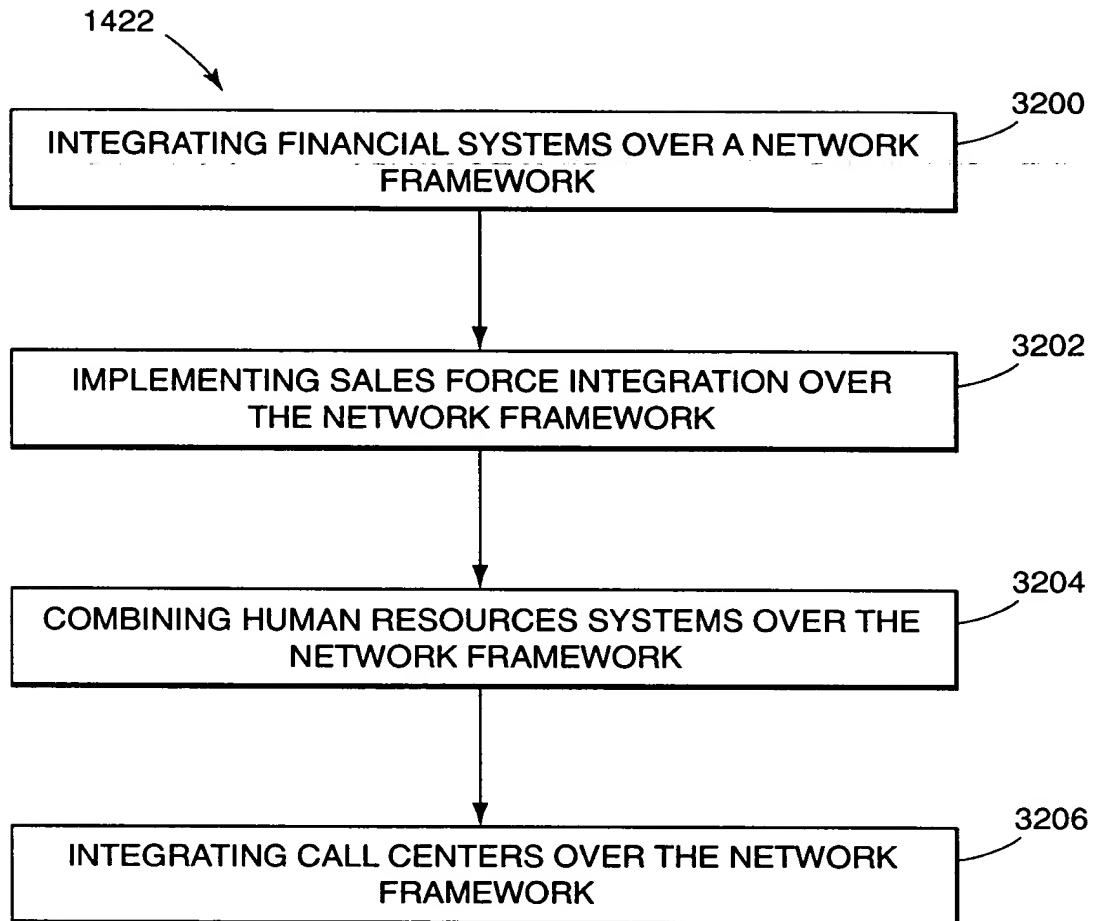 1422
3200
INTEGRATING FINANCIAL SYSTEMS OVER A NETWORK
FRAMEWORK
3202
IMPLEMENTING SALES FORCE INTEGRATION OVER
THE NETWORK FRAMEWORK
3204
COMBINING HUMAN RESOURCES SYSTEMS OVER THE
NETWORK FRAMEWORK
3206
INTEGRATING CALL CENTERS OVER THE NETWORK
FRAMEWORK